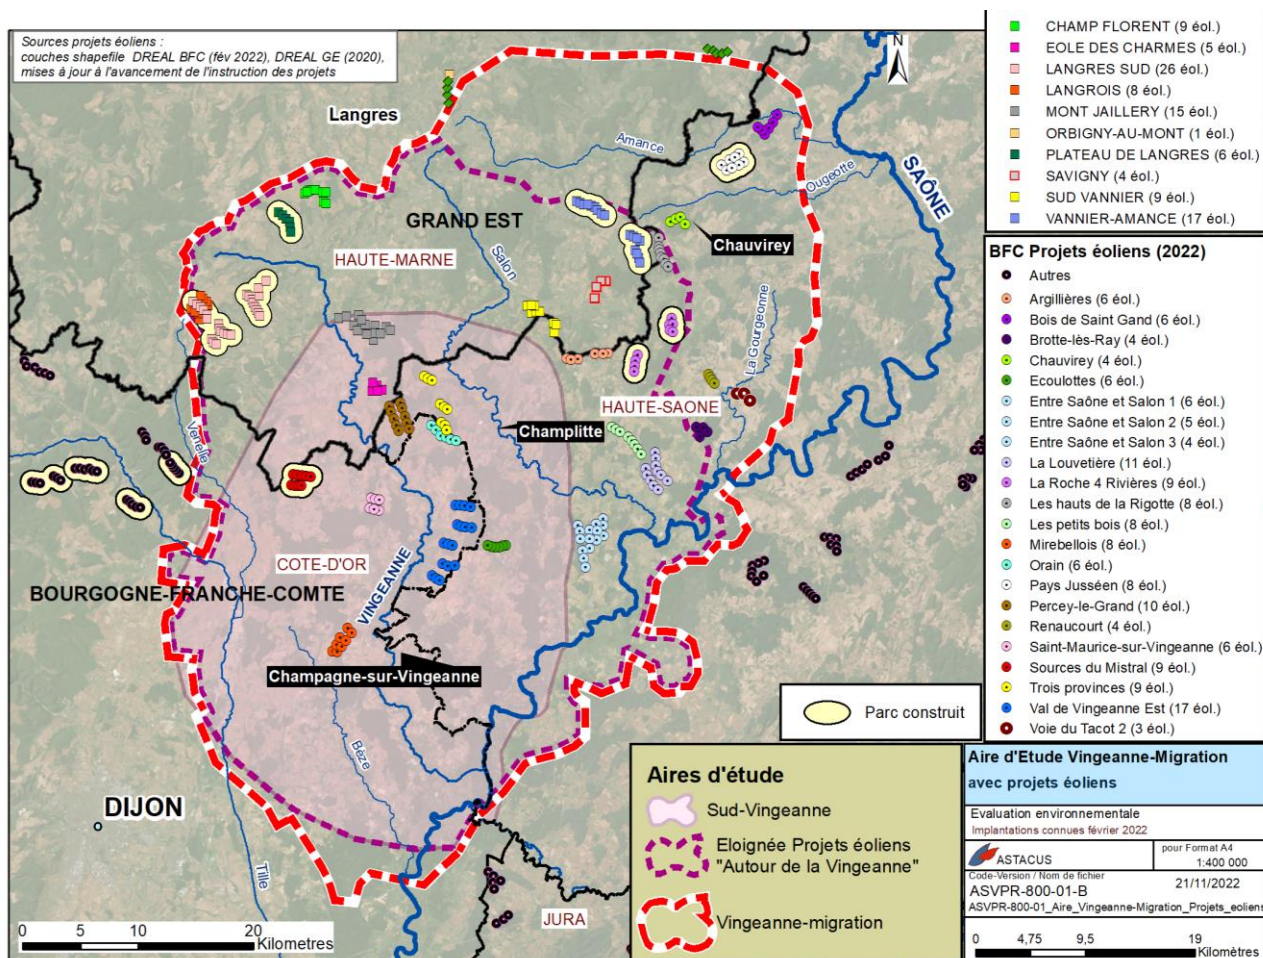 Sources projets éoliens :
couches shapefile DREAL BFC (fév 2022), DREAL GE (2020),
mises à jour à l'avancement de l'instruction des projets
N
Langres
Amance
Ougeotte
SAÔNE
GRAND EST
Chauvirey
HAUTE-MARNE
Salon
La Gourgeonne
HAUTE-SAONE
Champlitte
Venelle
COTE-D'OR
VINGEANNE
BOURGOGNE-FRANCHE-COMTE
Champagne-sur-Vingeanne
Bèze
DIJON
Tille
JURA
0 5 10 20
Kilometres
CHAMP FLORENT (9 éol.)
EOLE DES CHARMES (5 éol.)
LANGRES SUD (26 éol.)
LANGROIS (8 éol.)
MONT JAILLERY (15 éol.)
ORBIGNY-AU-MONT (1 éol.)
PLATEAU DE LANGRES (6 éol.)
SAVIGNY (4 éol.)
SUD VANNIER (9 éol.)
VANNIER-AMANCE (17 éol.)
BFC Projets éoliens (2022)
Autres
Argillières (6 éol.)
Bois de Saint Gand (6 éol.)
Brotte-lès-Ray (4 éol.)
Chauvirey (4 éol.)
Ecoulottes (6 éol.)
Entre Saône et Salon 1 (6 éol.)
Entre Saône et Salon 2 (5 éol.)
Entre Saône et Salon 3 (4 éol.)
La Louvetière (11 éol.)
La Roche 4 Rivières (9 éol.)
Les hauts de la Rigotte (8 éol.)
Les petits bois (8 éol.)
Mirebellois (8 éol.)
Orain (6 éol.)
Pays Jusséen (8 éol.)
Percey-le-Grand (10 éol.)
Renaucourt (4 éol.)
Saint-Maurice-sur-Vingeanne (6 éol.)
Sources du Mistral (9 éol.)
Trois provinces (9 éol.)
Val de Vingeanne Est (17 éol.)
Voie du Tacot 2 (3 éol.)
Parc construit
Aires d'étude
Sud-Vingeanne
Eloignée Projets éoliens
"Autour de la Vingeanne"
Vingeanne-migration
Aire d'Etude Vingeanne-Migration
avec projets éoliens
Evaluation environnementale
Implantations connues février 2022
ASTACUS
pour Format A4
1:400 000
Code-Version / Nom de fichier
ASVPR-800-01-B
21/11/2022
ASVPR-800-01_Aire_Vingeanne-Migration_Projets_eoliens
0 4,75 9,5 19
Kilomètres